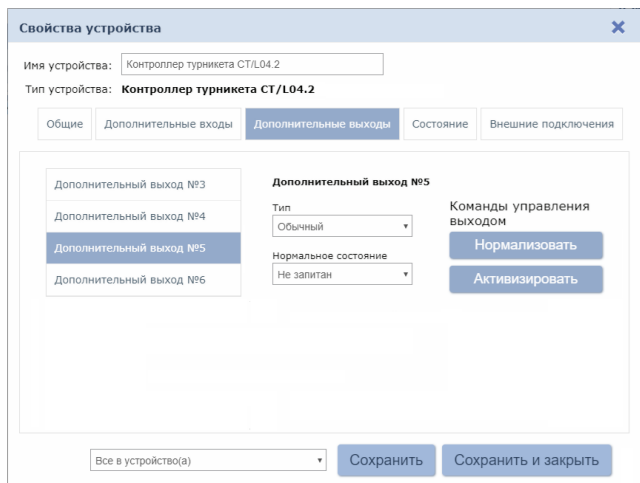 Свойства устройства
Имя устройства: Контроллер турникета CT/L04.2
Тип устройства: Контроллер турникета CT/L04.2
Общие Дополнительные входы Дополнительные выходы Состояние Внешние подключения
Дополнительный выход №3
Дополнительный выход №4
Дополнительный выход №5
Дополнительный выход №6
Дополнительный выход №5
Тип
Обычный
Нормальное состояние
Не запитан
Команды управления
выходом
Нормализовать
Активизировать
Все в устройство(а)
Сохранить
Сохранить и закрыть